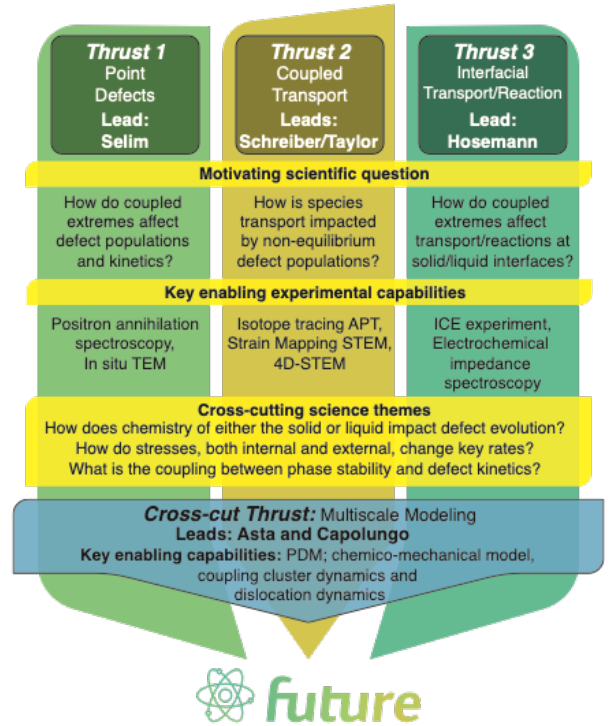 Thrust 1
Point
Defects
Lead:
Selim
Thrust 2
Coupled
Transport
Leads:
Schreiber/Taylor
Thrust 3
Interfacial
Transport/Reaction
Lead:
Hosemann
Motivating scientific question
How do coupled
extremes affect
defect populations
and kinetics?
How is species
transport impacted
by non-equilibrium
defect populations?
How do coupled
extremes affect
transport/reactions at
solid/liquid interfaces?
Key enabling experimental capabilities
Positron annihilation
spectroscopy,
In situ TEM
Isotope tracing APT,
Strain Mapping STEM,
4D-STEM
ICE experiment,
Electrochemical
impedance
spectroscopy
Cross-cutting science themes
How does chemistry of either the solid or liquid impact defect evolution?
How do stresses, both internal and external, change key rates?
What is the coupling between phase stability and defect kinetics?
Cross-cut Thrust: Multiscale Modeling
Leads: Asta and Capolungo
Key enabling capabilities: PDM; chemico-mechanical model,
coupling cluster dynamics and
dislocation dynamics
future